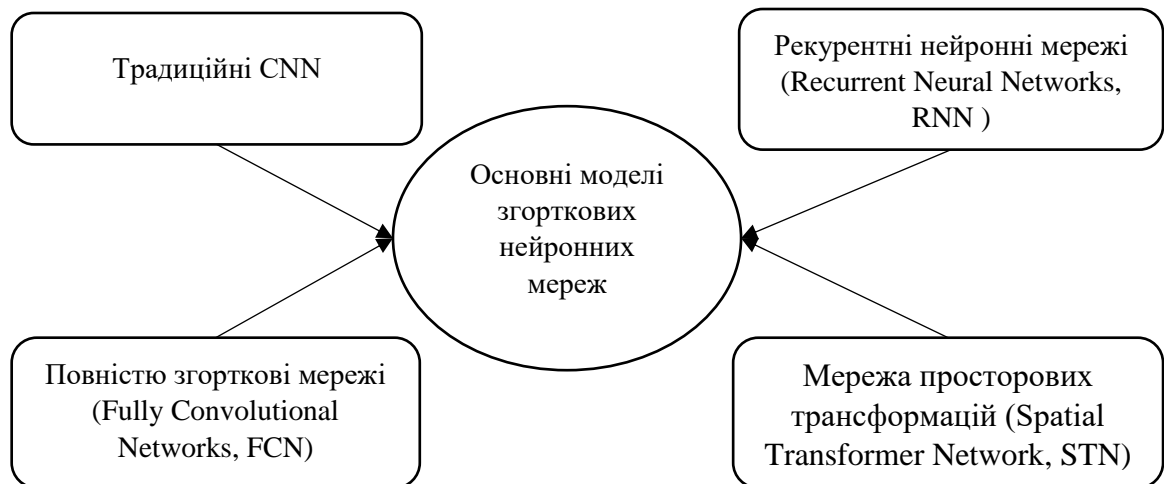 Традиційні CNN
Рекурентні нейронні мережі
(Recurrent Neural Networks,
RNN )
Основні моделі
згорткових
нейронних
мереж
Повністю згорткові мережі
(Fully Convolutional
Networks, FCN)
Мережа просторових
трансформацій (Spatial
Transformer Network, STN)